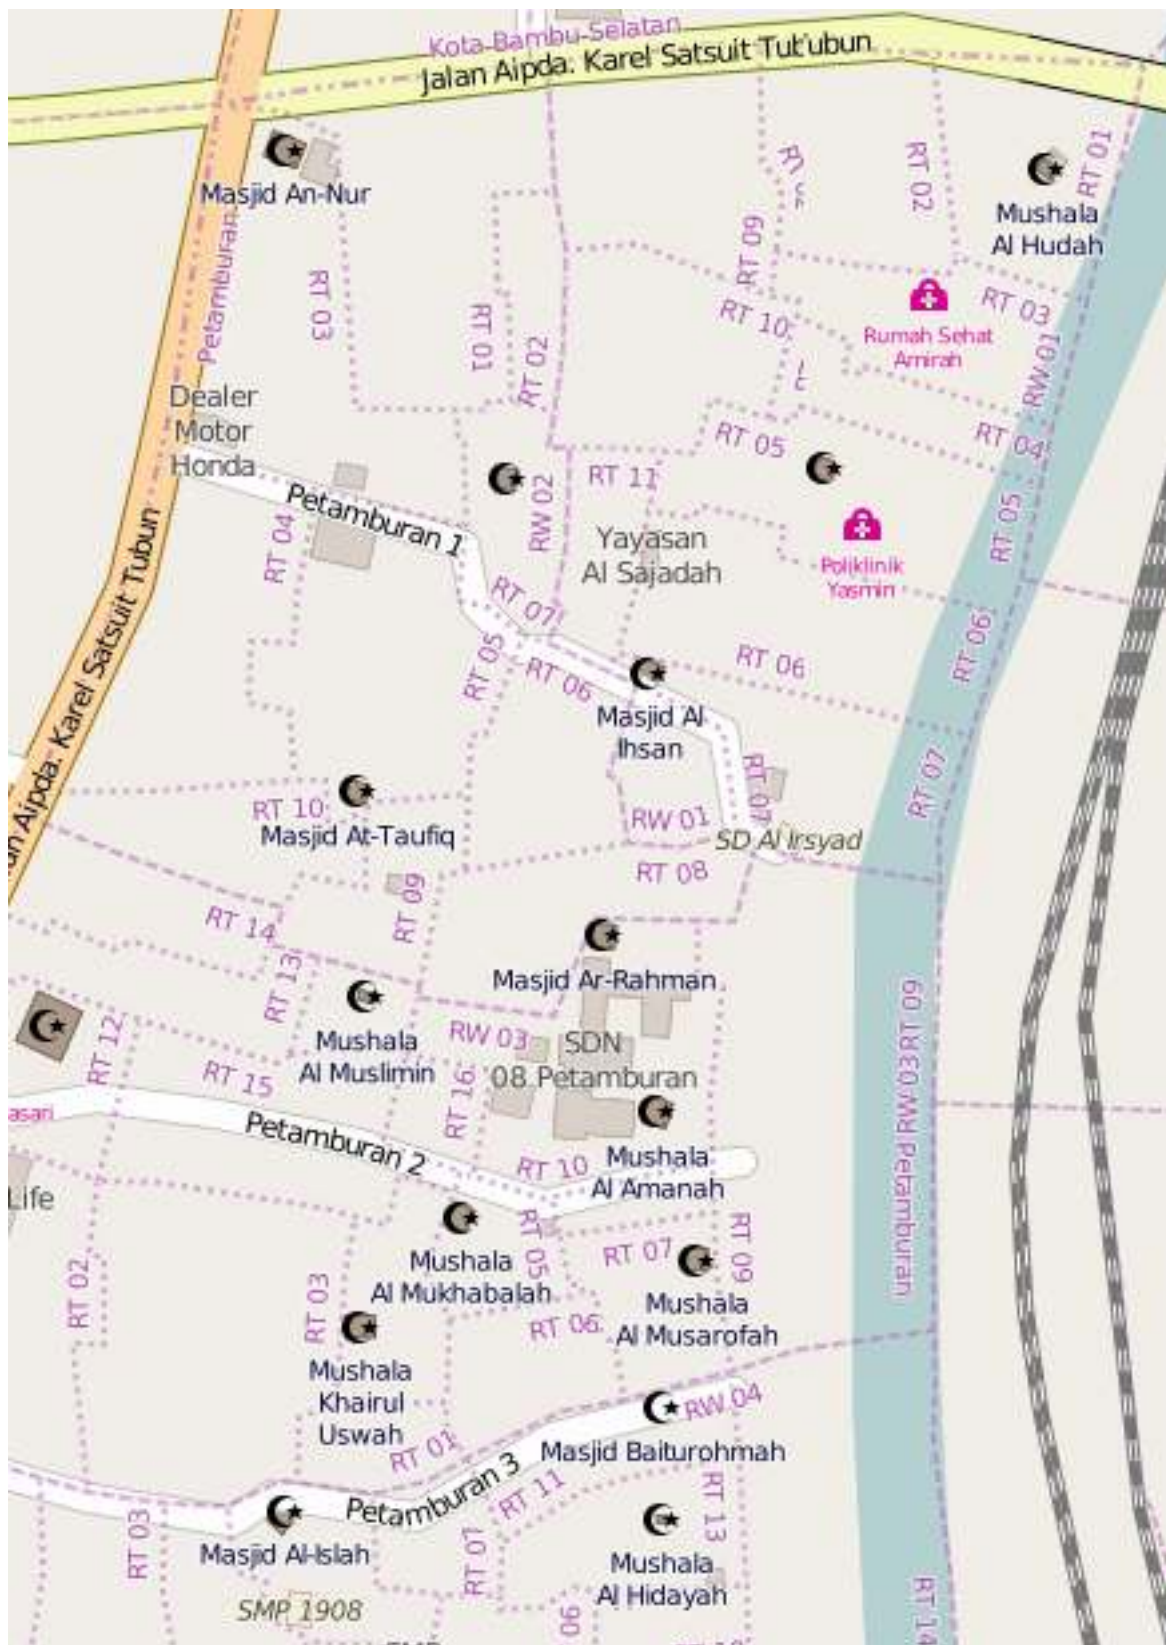 Kota Bambu Selatan
Jalan Aipda. Karel Satsuit Tubun
RT 01
Masjid An-Nur
RT 02
Mushala
Al Hudah
Petamburan
RT 03
RT 01
RT 02
RT 09
RT 10
RT 03
Rumah Sehat
Amirah
RW 01
Dealer
Motor
Honda
RT 05
RT 04
RT 11
RW 02
Petamburan 1
RT 04
Yayasan
Al Sajadah
RT 05
Poliklinik
Yasmin
RT 07
RT 05
RT 06
RT 06
RT 06
Karel Satsuit Tubun
Aipda.
Masjid Al
Ihsan
RT 07
RT 07
RT 10
Masjid At-Taufiq
RW 01
SD Al Irsyad
RT 08
RT 09
RT 14
Masjid Ar-Rahman
RT 13
RT 12
Mushala
Al Muslimin
RW 03
SDN
08 Petamburan
RT 09
RW 03
Petamburan
RT 15
RT 16
asari
Petamburan 2
RT 10
Mushala
Al Amanah
Life
Mushala
Al Mukhabalah
RT 05
RT 07
RT 09
RT 02
RT 03
Mushala
Al Musarofah
RT 06
Mushala
Khairul
Uswah
RT 01
RW 04
Masjid Baiturohmah
Petamburan 3
RT 11
RT 13
RT 03
Masjid Al-Islah
RT 07
Mushala
Al Hidayah
SMP 1908
06
RT 14